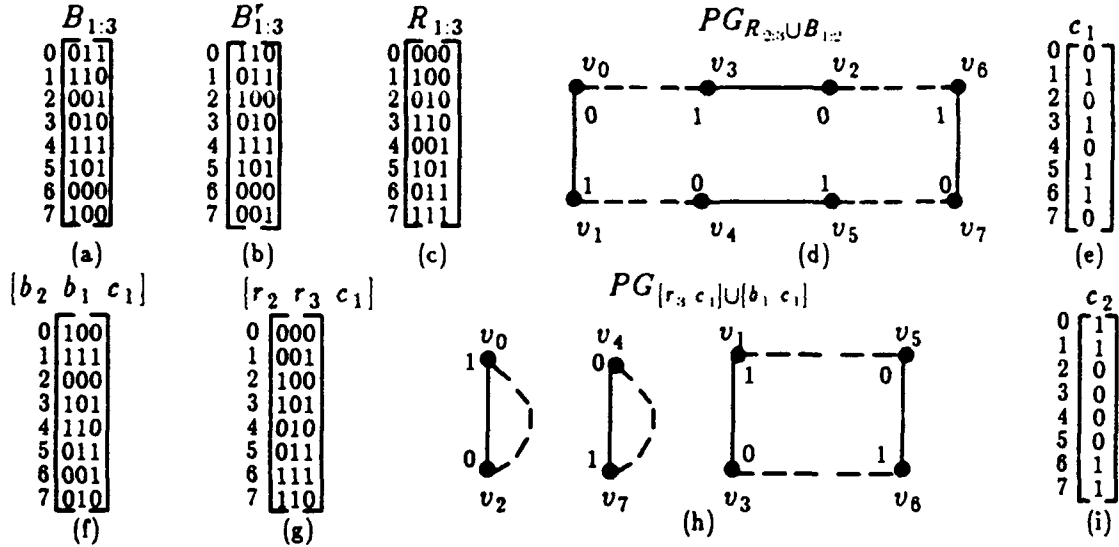 B1:3
0 011
1 110
2 001
3 010
4 111
5 101
6 000
7 100
(a)
B^r 1:3
0 110
1 011
2 100
3 010
4 111
5 101
6 000
7 001
(b)
R1:3
0 000
1 100
2 010
3 110
4 001
5 101
6 011
7 111
(c)
PG R2:3∪B1:2
v0 v3 v2 v6
0 1 0 1
1 0 1 0
v1 v4 v5 v7
(d)
c1
0 0
1 1
2 0
3 1
4 0
5 1
6 1
7 0
(e)
[b2 b1 c1]
0 100
1 111
2 000
3 101
4 110
5 011
6 001
7 010
(f)
[r2 r3 c1]
0 000
1 001
2 100
3 101
4 010
5 011
6 111
7 110
(g)
PG [r3 c1]∪[b1 c1]
v0 v4 v1 v5
1 0 1 0
0 1 0 1
v2 v7 v3 v6
(h)
c2
0 1
1 1
2 0
3 0
4 0
5 0
6 1
7 1
(i)